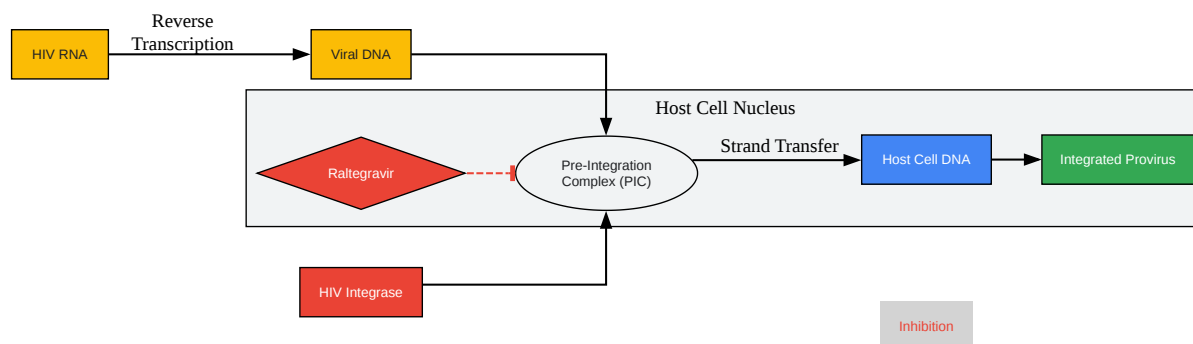 Reverse
Transcription
HIV RNA
Viral DNA
Host Cell Nucleus
Raltegravir
Pre-Integration
Complex (PIC)
Strand Transfer
Host Cell DNA
Integrated Provirus
HIV Integrase
Inhibition